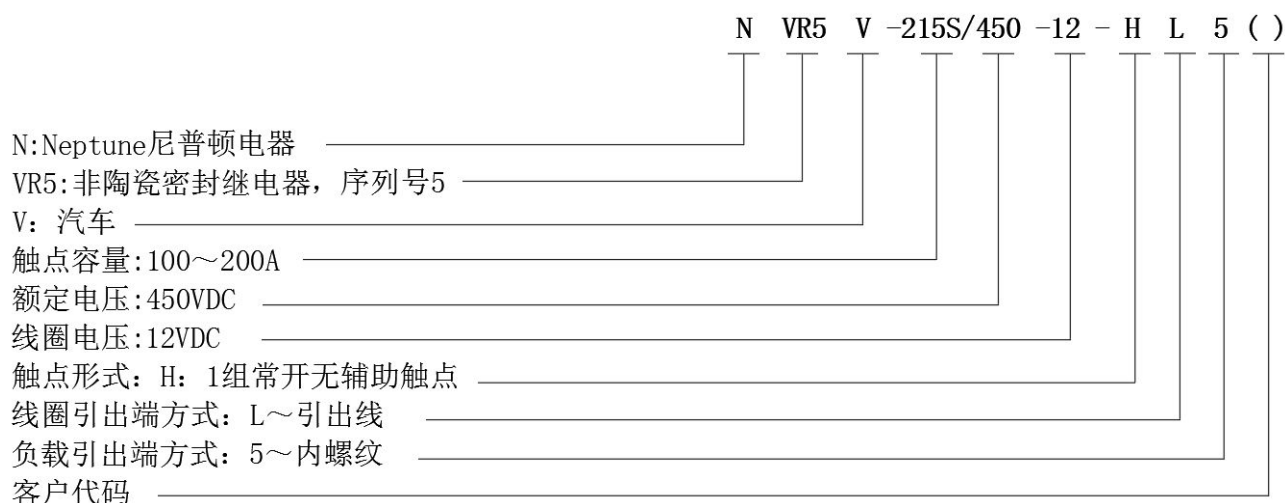 N VR5 V -215S/450 -12 - H L 5 ( )
N:Neptune尼普顿电器
VR5:非陶瓷密封继电器，序列号5
V：汽车
触点容量:100～200A
额定电压:450VDC
线圈电压:12VDC
触点形式：H：1组常开无辅助触点
线圈引出端方式：L～引出线
负载引出端方式：5～内螺纹
客户代码